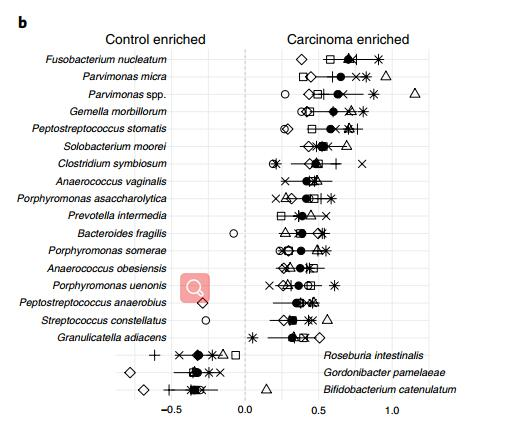 b
Control enriched Carcinoma enriched
Fusobacterium nucleatum
Parvimonas micra
Parvimonas spp.
Gemella morbillorum
Peptostreptococcus stomatis
Solobacterium moorei
Clostridium symbiosum
Anaerococcus vaginalis
Porphyromonas asaccharolytica
Prevotella intermedia
Bacteroides fragilis
Porphyromonas somerae
Anaerococcus obesiensis
Porphyromonas uenonis
Peptostreptococcus anaerobius
Streptococcus constellatus
Granulicatella adiacens
Roseburia intestinalis
Gordonibacter pamelaeae
Bifidobacterium catenulatum
−0.5 0.0 0.5 1.0